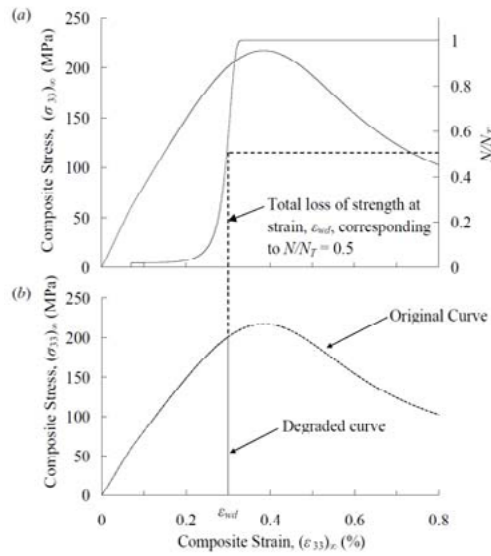 (a)
Composite Stress, (σ 33)∞ (MPa)
250
200
150
100
50
0
1
0.8
0.6
0.4
0.2
0
N/NT
Total loss of strength at
strain, εwd, corresponding
to N/NT = 0.5
(b)
Composite Stress, (σ33)∞ (MPa)
250
200
150
100
50
0
Original Curve
Degraded curve
0
0.2
εwd
0.4
0.6
0.8
Composite Strain, (ε33)∞ (%)